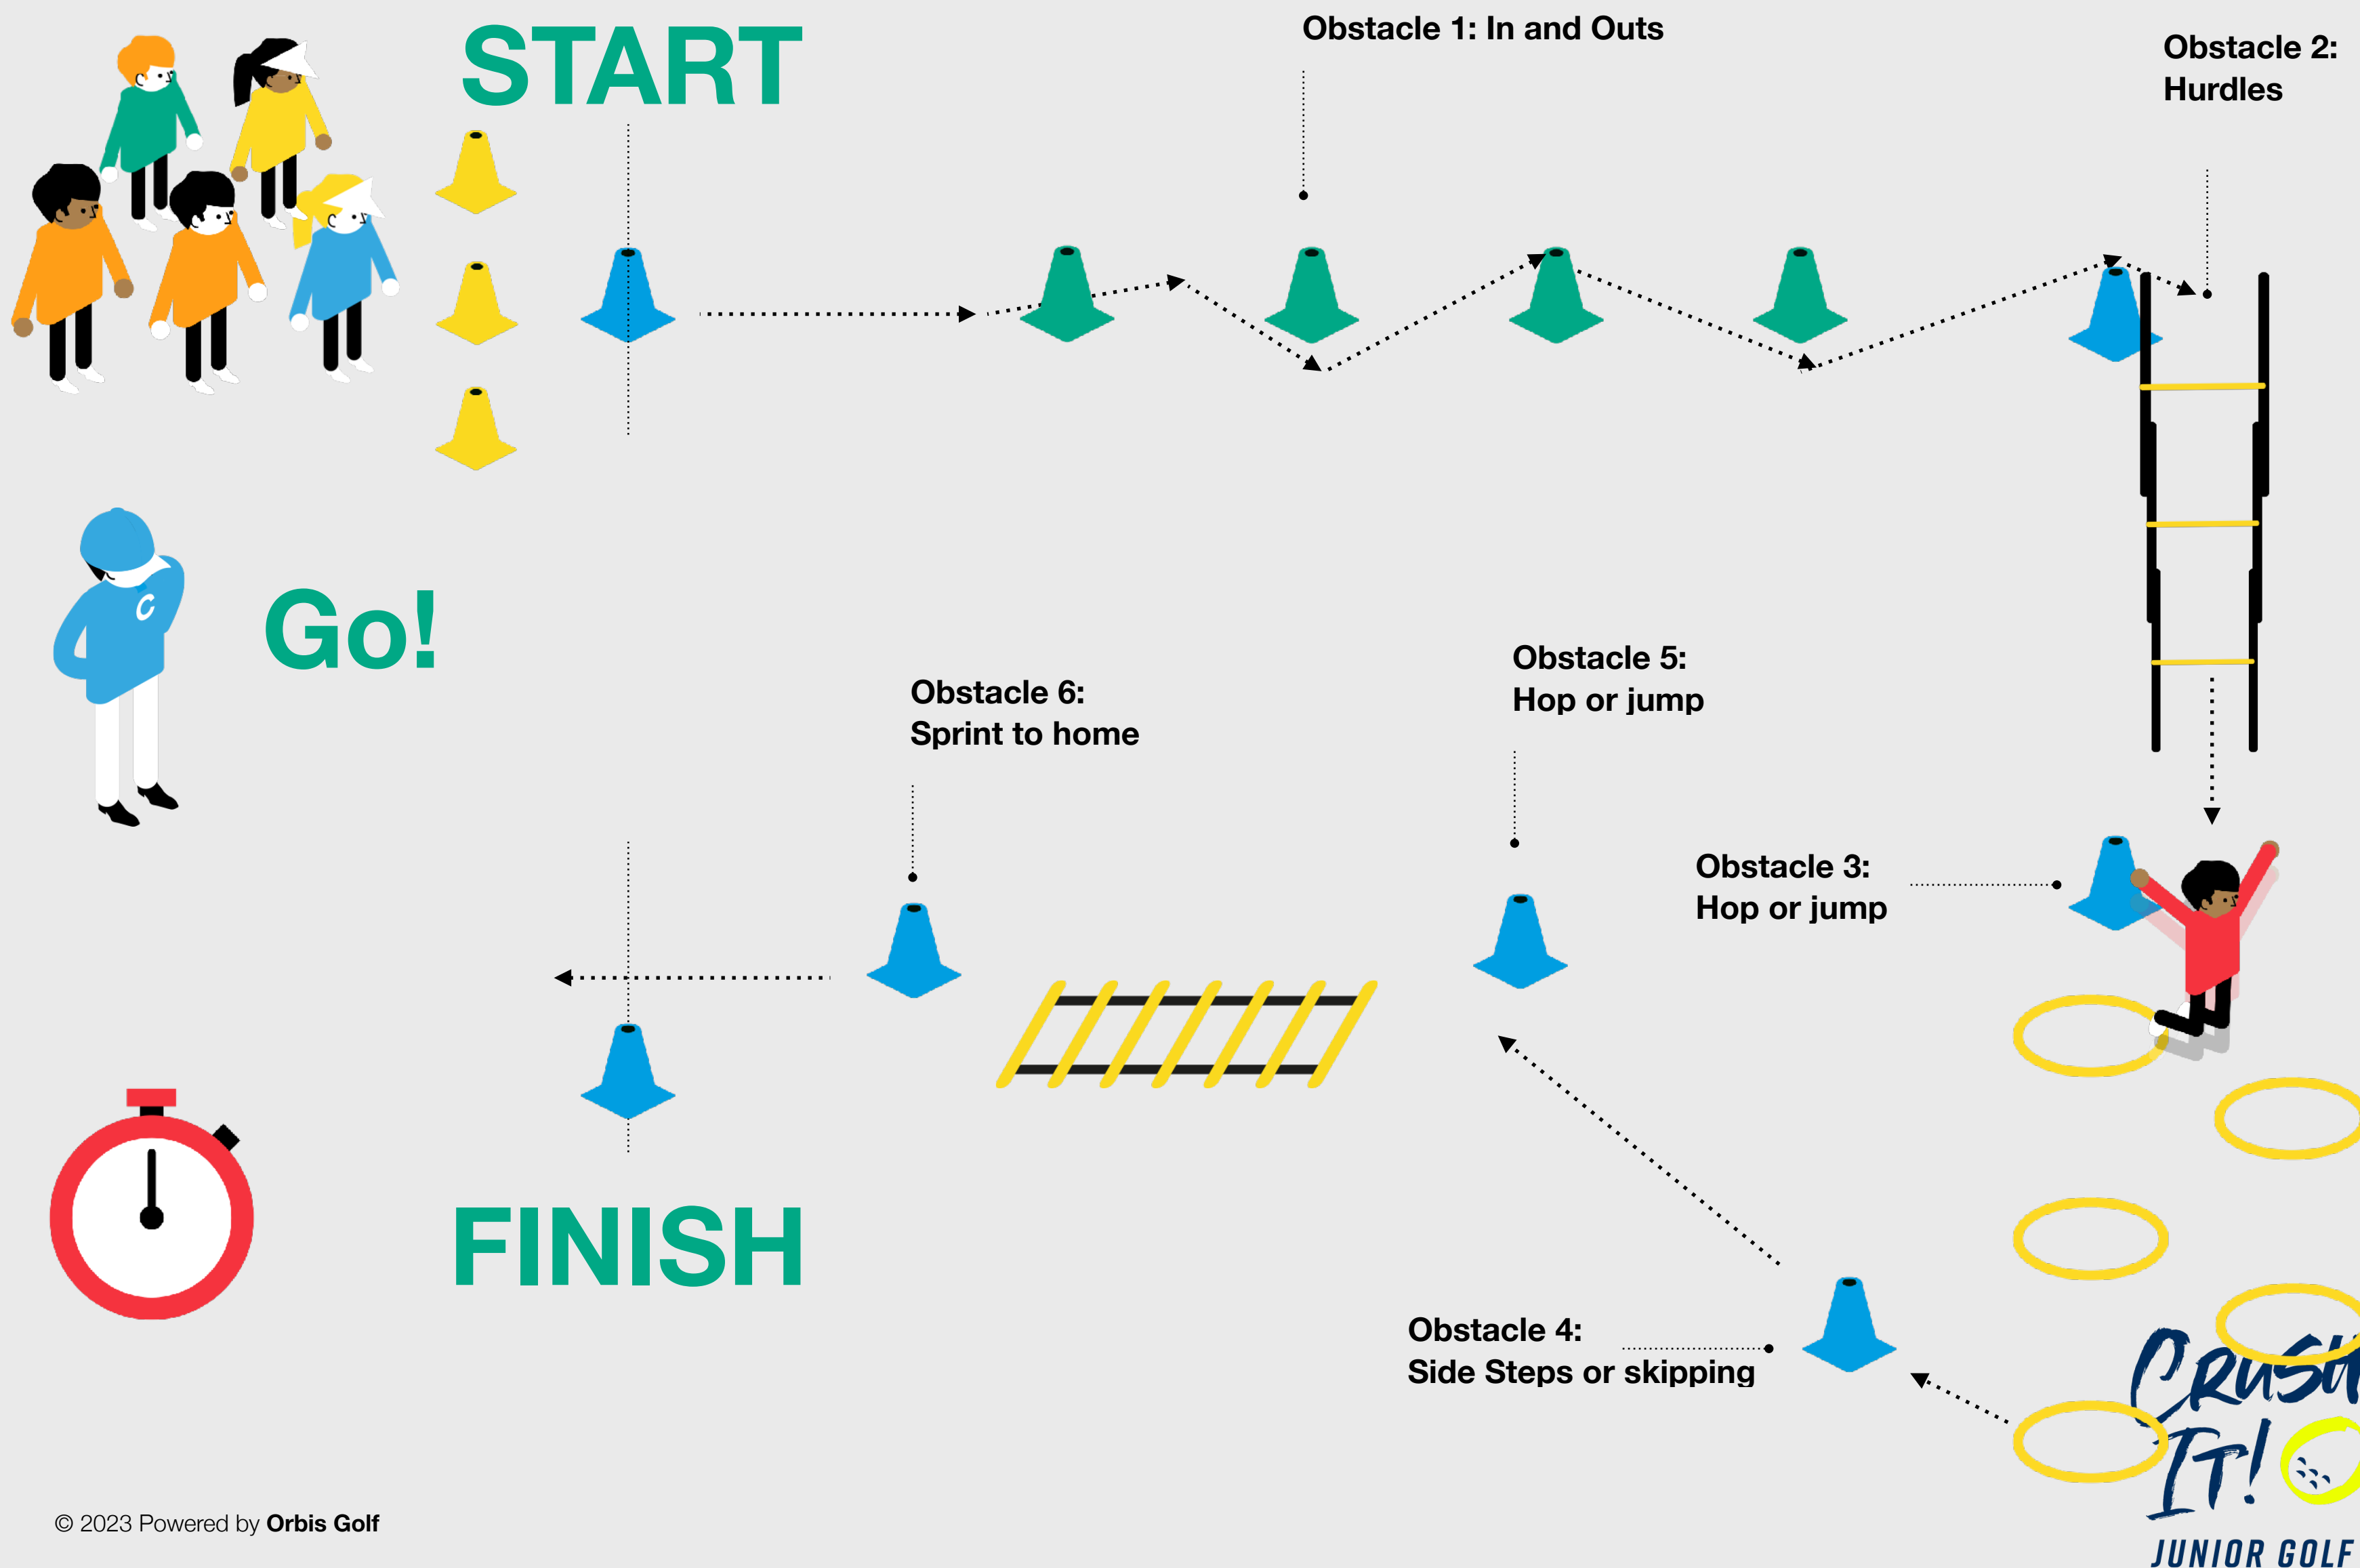 START
Obstacle 1: In and Outs
Obstacle 2:
Hurdles
Go!
C
Obstacle 6:
Sprint to home
Obstacle 5:
Hop or jump
Obstacle 3:
Hop or jump
FINISH
Obstacle 4:
Side Steps or skipping
CRUSH
IT!
JUNIOR GOLF
© 2023 Powered by Orbis Golf